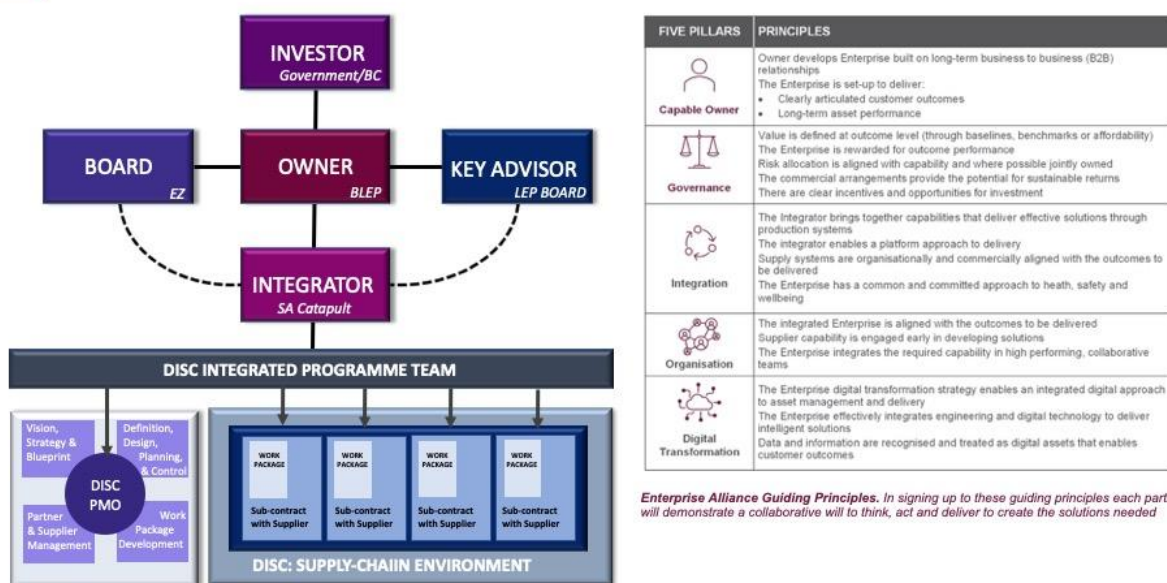 INVESTOR
Government/BC
BOARD
EZ
OWNER
BLEP
KEY ADVISOR
LEP BOARD
INTEGRATOR
SA Catapult
DISC INTEGRATED PROGRAMME TEAM
Vision,
Strategy &
Blueprint
Definition,
Design,
Planning,
& Control
DISC
PMO
Partner
& Supplier
Management
Work
Package
Development
WORK
PACKAGE
Sub-contract
with Supplier
WORK
PACKAGE
Sub-contract
with Supplier
WORK
PACKAGE
Sub-contract
with Supplier
WORK
PACKAGE
Sub-contract
with Supplier
DISC: SUPPLY-CHAIIN ENVIRONMENT
FIVE PILLARS PRINCIPLES
Capable Owner
Owner develops Enterprise built on long-term business to business (B2B)
relationships
The Enterprise is set-up to deliver:
• Clearly articulated customer outcomes
• Long-term asset performance
Governance
Value is defined at outcome level (through baselines, benchmarks or affordability)
The Enterprise is rewarded for outcome performance
Risk allocation is aligned with capability and where possible jointly owned
The commercial arrangements provide the potential for sustainable returns
There are clear incentives and opportunities for investment
Integration
The Integrator brings together capabilities that deliver effective solutions through
production systems
The integrator enables a platform approach to delivery
Supply systems are organisationally and commercially aligned with the outcomes to
be delivered
The Enterprise has a common and committed approach to heath, safety and
wellbeing
Organisation
The integrated Enterprise is aligned with the outcomes to be delivered
Supplier capability is engaged early in developing solutions
The Enterprise integrates the required capability in high performing, collaborative
teams
Digital
Transformation
The Enterprise digital transformation strategy enables an integrated digital approach
to asset management and delivery
The Enterprise effectively integrates engineering and digital technology to deliver
intelligent solutions
Data and information are recognised and treated as digital assets that enables
customer outcomes
Enterprise Alliance Guiding Principles. In signing up to these guiding principles each part
will demonstrate a collaborative will to think, act and deliver to create the solutions needed